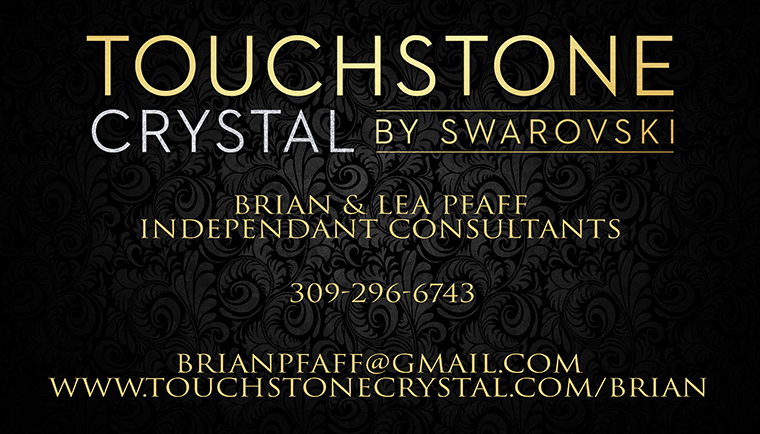 TOUCHSTONE
CRYSTAL BY SWAROVSKI
BRIAN & LEA PFAFF
INDEPENDANT CONSULTANTS
309-296-6743
BRIANPFAFF@GMAIL.COM
WWW.TOUCHSTONECRYSTAL.COM/BRIAN